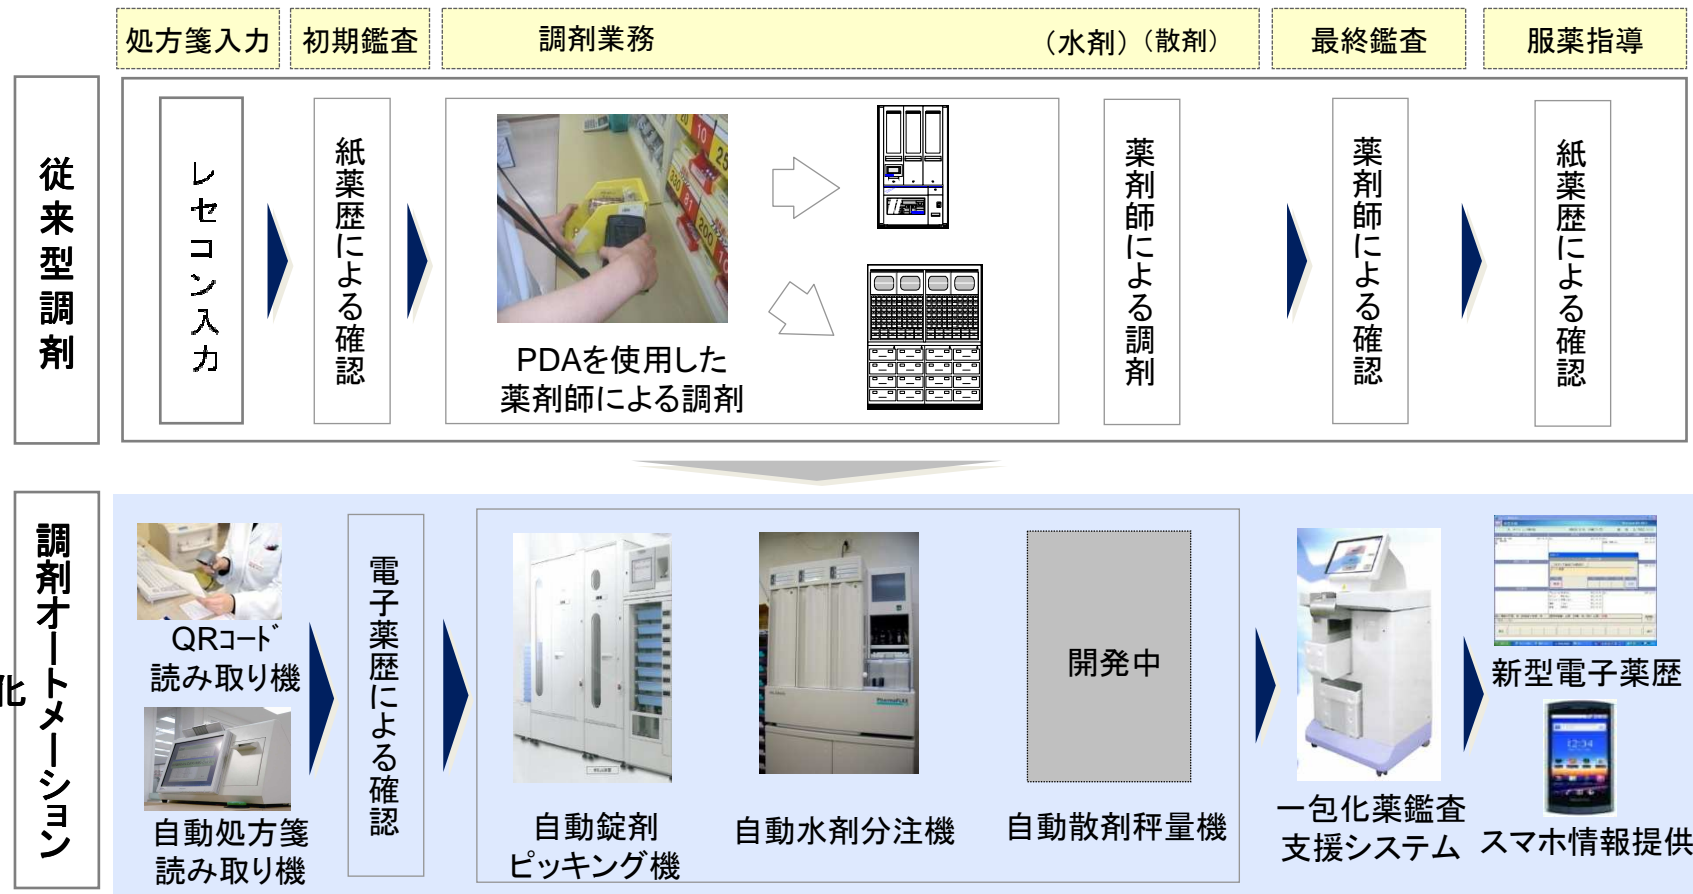 処方箋入力
初期鑑査
調剤業務
（水剤）（散剤）
最終鑑査
服薬指導
従来型調剤
レセコン入力
紙薬歴による確認
PDAを使用した
薬剤師による調剤
薬剤師による調剤
薬剤師による確認
紙薬歴による確認
調剤オートメーション
化
QRｺｰﾄﾞ
読み取り機
自動処方箋
読み取り機
電子薬歴による確認
自動錠剤
ピッキング機
自動水剤分注機
開発中
自動散剤秤量機
一包化薬鑑査
支援システム
新型電子薬歴
12:34
スマホ情報提供